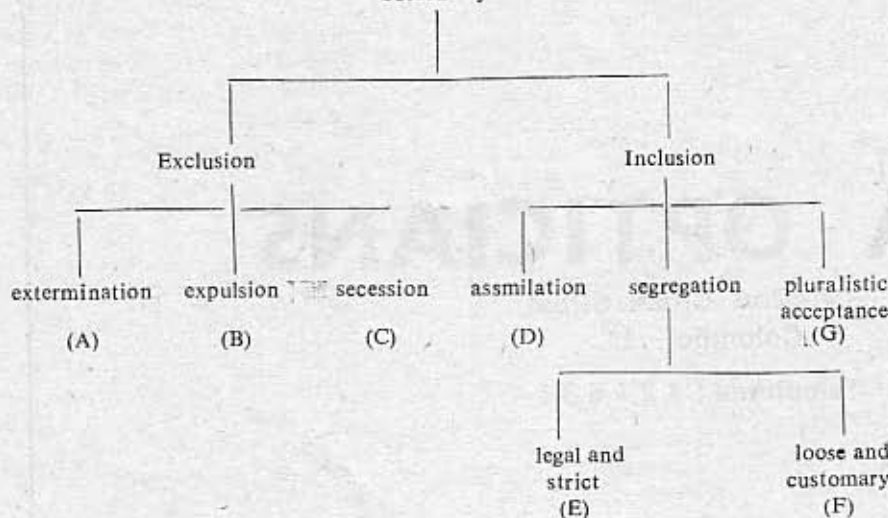 Exclusion Inclusion
extermination expulsion secession assmilation segregation pluralistic
acceptance
(A) (B) (C) (D) (E) (G)
legal and loose and
strict customary
(E) (F)